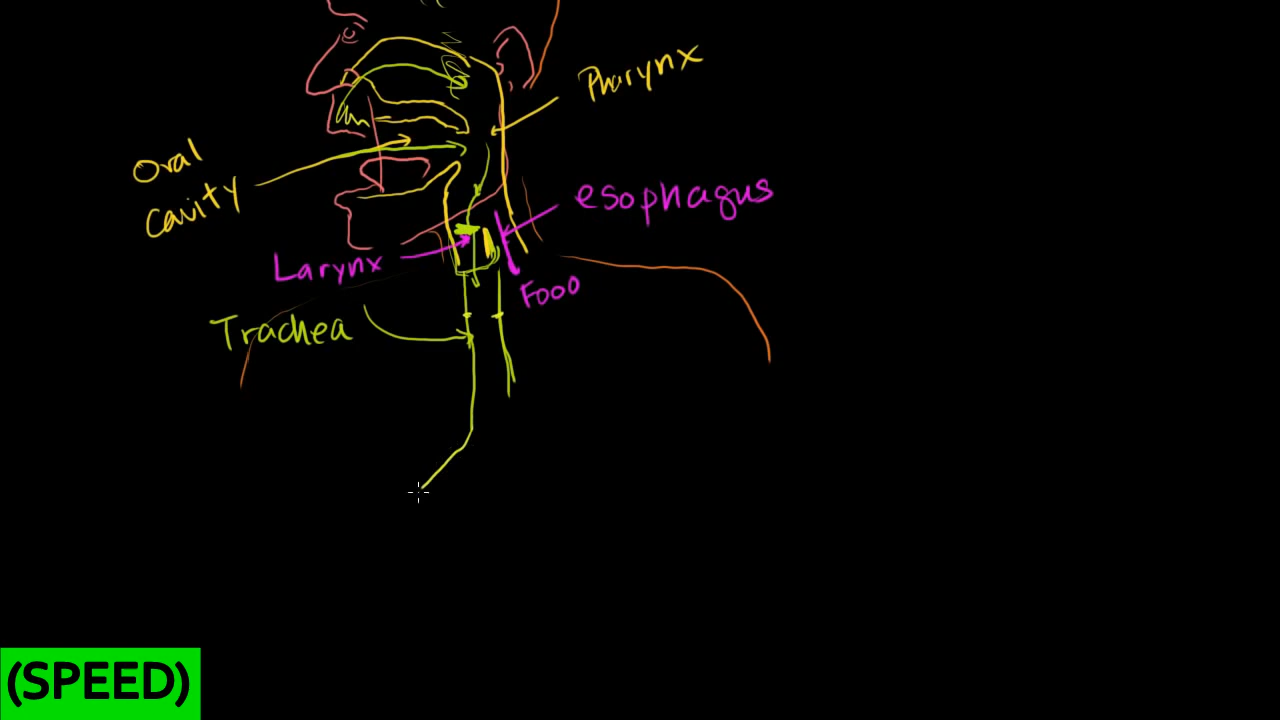 Pharynx
Oral
cavity
esophagus
Larynx
FOOD
Trachea
(SPEED)